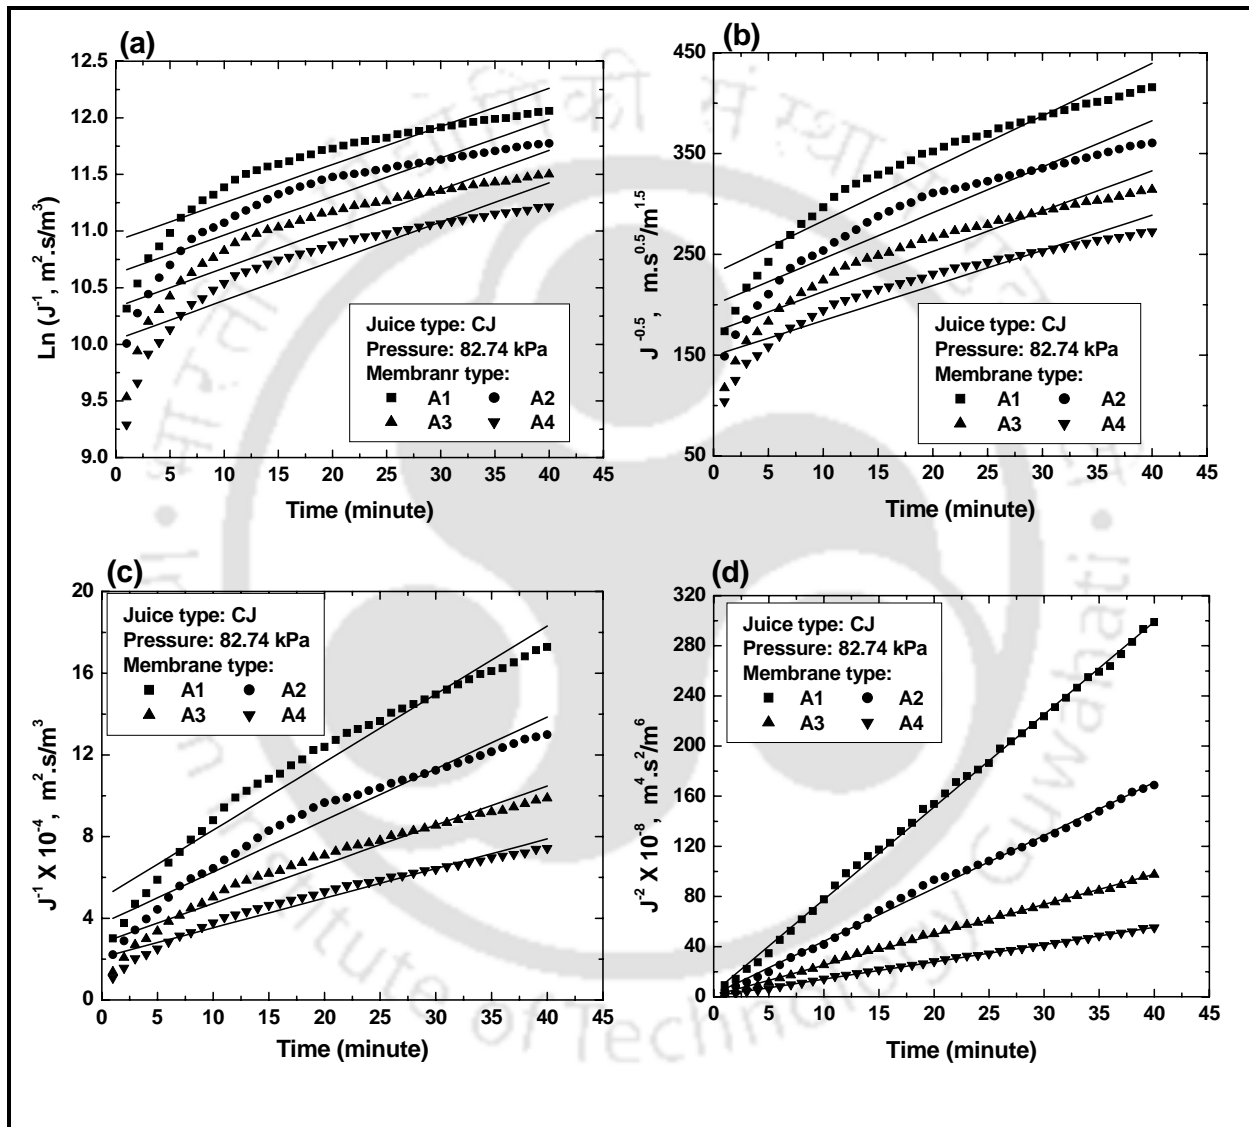 (a)
12.5
12.0
11.5
11.0
10.5
10.0
9.5
9.0
Ln (J⁻¹, m².s/m³)
Juice type: CJ
Pressure: 82.74 kPa
Membranr type:
A1 A2
A3 A4
0 5 10 15 20 25 30 35 40 45
Time (minute)
(b)
450
350
250
150
50
J⁻⁰·⁵, m.s⁰·⁵/m¹·⁵
Juice type: CJ
Pressure: 82.74 kPa
Membrane type:
A1 A2
A3 A4
0 5 10 15 20 25 30 35 40 45
Time (minute)
(c)
20
16
12
8
4
0
J⁻¹ X 10⁻⁴, m².s/m³
Juice type: CJ
Pressure: 82.74 kPa
Membrane type:
A1 A2
A3 A4
0 5 10 15 20 25 30 35 40 45
Time (minute)
(d)
320
280
240
200
160
120
80
40
0
J⁻² X 10⁻⁸, m⁴.s²/m⁶
Juice type: CJ
Pressure: 82.74 kPa
Membrane type:
A1 A2
A3 A4
0 5 10 15 20 25 30 35 40 45
Time (minute)
Institute of Technology Guwahati